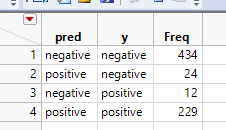 pred y Freq
1 negative negative 434
2 positive negative 24
3 negative positive 12
4 positive positive 229